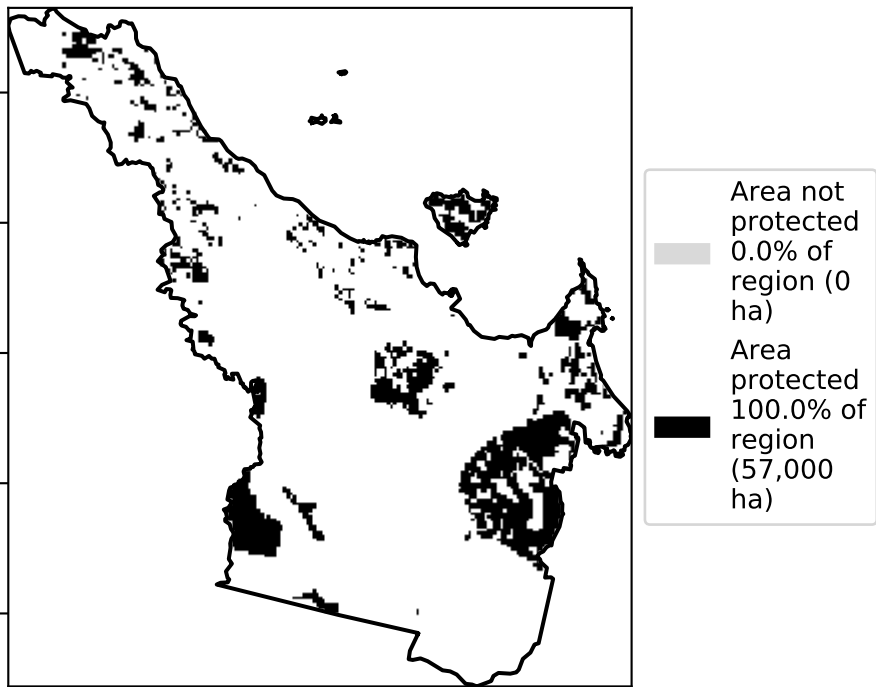 Area not
protected
0.0% of
region (0
ha)
Area
protected
100.0% of
region
(57,000
ha)